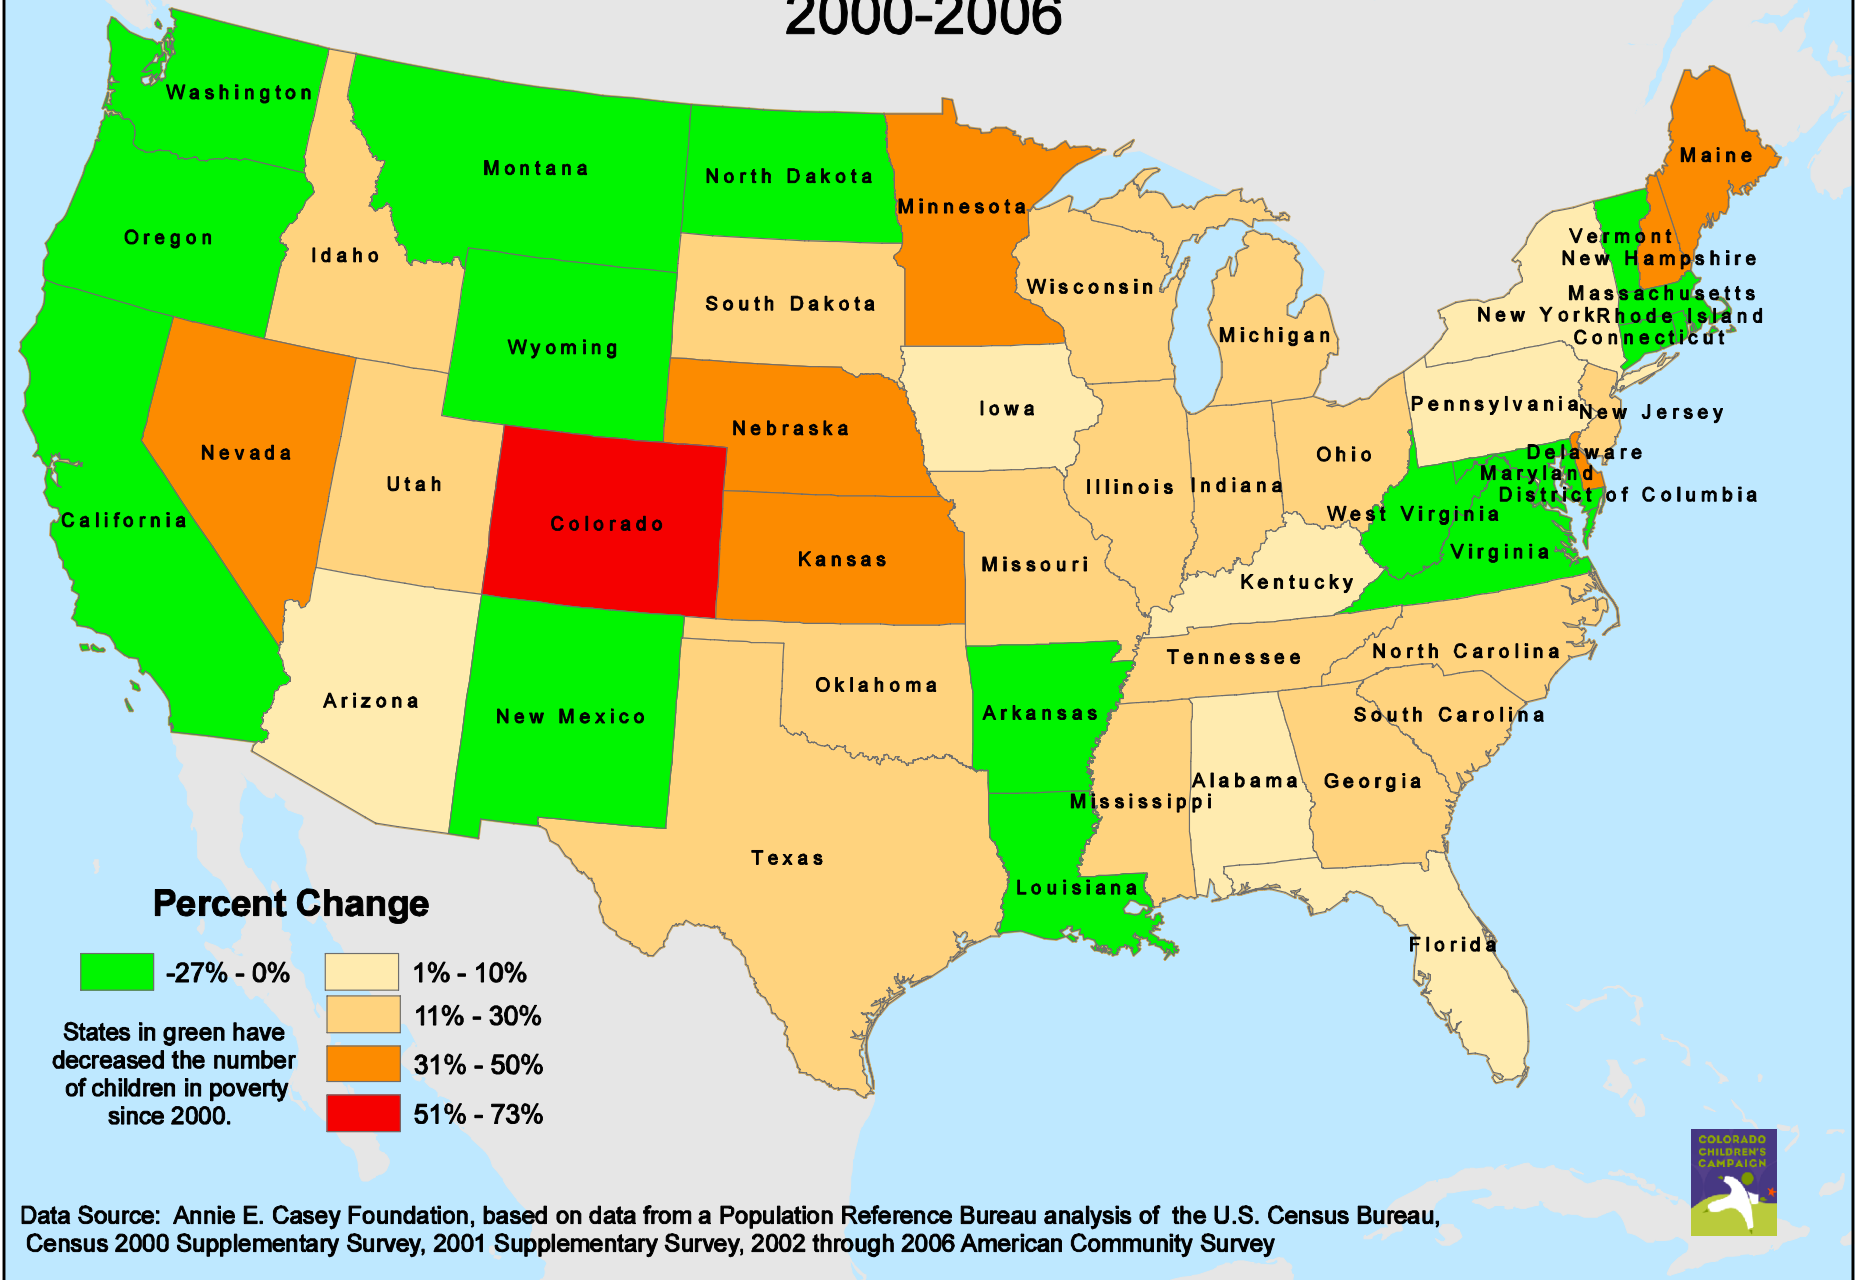 2000-2006
Washington
Montana
North Dakota
Minnesota
Maine
Oregon
Idaho
Wisconsin
Vermont
New Hampshire
South Dakota
Wyoming
Michigan
Massachusetts
New York
Rhode Island
Connecticut
Iowa
Pennsylvania
New Jersey
Nebraska
Nevada
Utah
Ohio
Delaware
Maryland
Illinois
Indiana
District of Columbia
California
Colorado
West Virginia
Kansas
Missouri
Virginia
Kentucky
Tennessee
North Carolina
Arizona
New Mexico
Oklahoma
Arkansas
South Carolina
Mississippi
Alabama
Georgia
Texas
Louisiana
Florida
Percent Change
-27% - 0%
1% - 10%
11% - 30%
31% - 50%
51% - 73%
States in green have
decreased the number
of children in poverty
since 2000.
COLORADO
CHILDREN'S
CAMPAIGN
Data Source: Annie E. Casey Foundation, based on data from a Population Reference Bureau analysis of the U.S. Census Bureau,
Census 2000 Supplementary Survey, 2001 Supplementary Survey, 2002 through 2006 American Community Survey